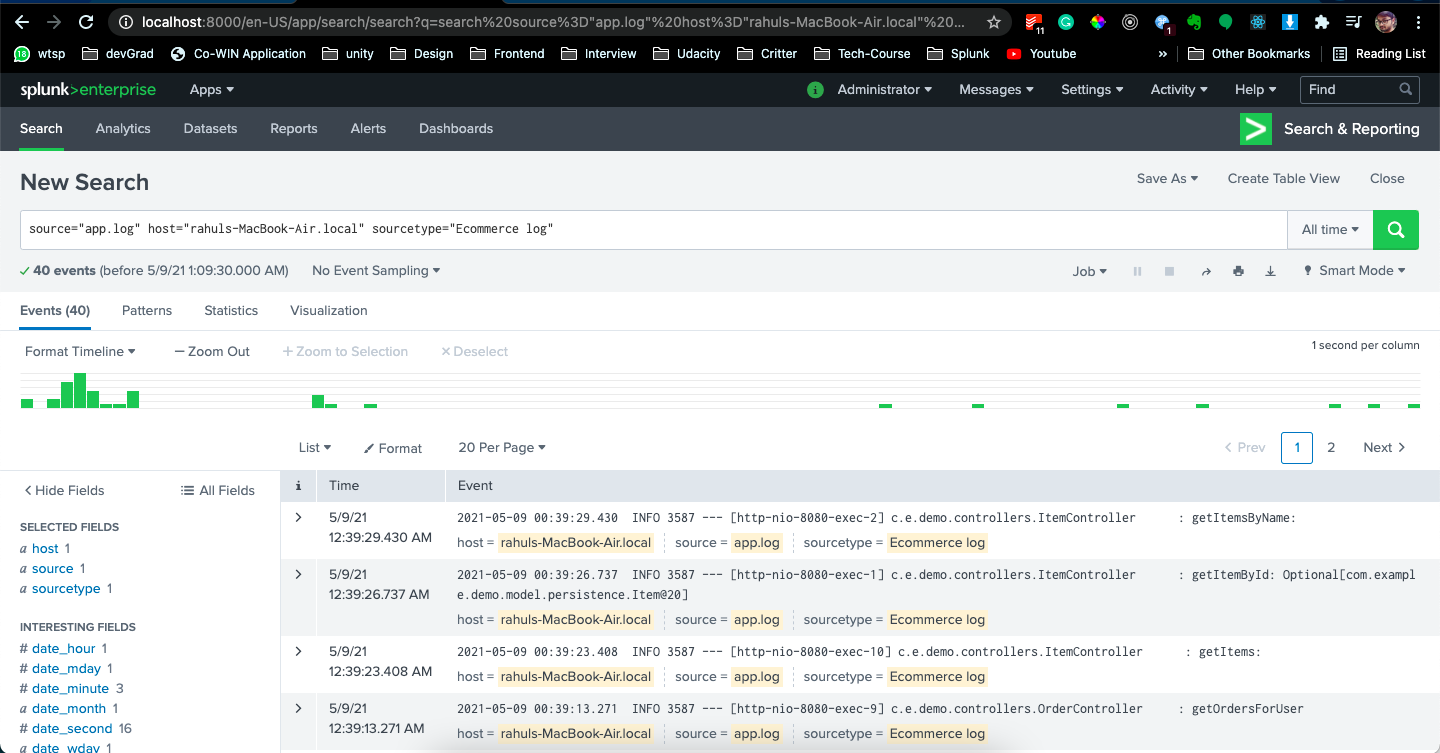 localhost:8000/en-US/app/search/search?q=search%20source%3D"app.log"%20host%3D"rahuls-MacBook-Air.local"%20...
11
1
18 wtsp devGrad Co-WIN Application unity Design Frontend Interview Udacity Critter Tech-Course Splunk Youtube » Other Bookmarks Reading List
splunk>enterprise Apps i Administrator Messages Settings Activity Help Find
Search Analytics Datasets Reports Alerts Dashboards > Search & Reporting
New Search Save As Create Table View Close
source="app.log" host="rahuls-MacBook-Air.local" sourcetype="Ecommerce log" All time
✓ 40 events (before 5/9/21 1:09:30.000 AM) No Event Sampling Job Smart Mode
Events (40) Patterns Statistics Visualization
Format Timeline — Zoom Out + Zoom to Selection × Deselect 1 second per column
List Format 20 Per Page < Prev 1 2 Next >
< Hide Fields All Fields i Time Event
SELECTED FIELDS
a host 1
a source 1
a sourcetype 1
INTERESTING FIELDS
# date_hour 1
# date_mday 1
# date_minute 3
a date_month 1
# date_second 16
a date_wday 1
> 5/9/21 2021-05-09 00:39:29.430 INFO 3587 --- [http-nio-8080-exec-2] c.e.demo.controllers.ItemController : getItemsByName:
12:39:29.430 AM host = rahuls-MacBook-Air.local source = app.log sourcetype = Ecommerce log
> 5/9/21 2021-05-09 00:39:26.737 INFO 3587 --- [http-nio-8080-exec-1] c.e.demo.controllers.ItemController : getItemById: Optional[com.exampl
12:39:26.737 AM e.demo.model.persistence.Item@20]
host = rahuls-MacBook-Air.local source = app.log sourcetype = Ecommerce log
> 5/9/21 2021-05-09 00:39:23.408 INFO 3587 --- [http-nio-8080-exec-10] c.e.demo.controllers.ItemController : getItems:
12:39:23.408 AM host = rahuls-MacBook-Air.local source = app.log sourcetype = Ecommerce log
> 5/9/21 2021-05-09 00:39:13.271 INFO 3587 --- [http-nio-8080-exec-9] c.e.demo.controllers.OrderController : getOrdersForUser
12:39:13.271 AM host = rahuls-MacBook-Air.local source = app.log sourcetype = Ecommerce log